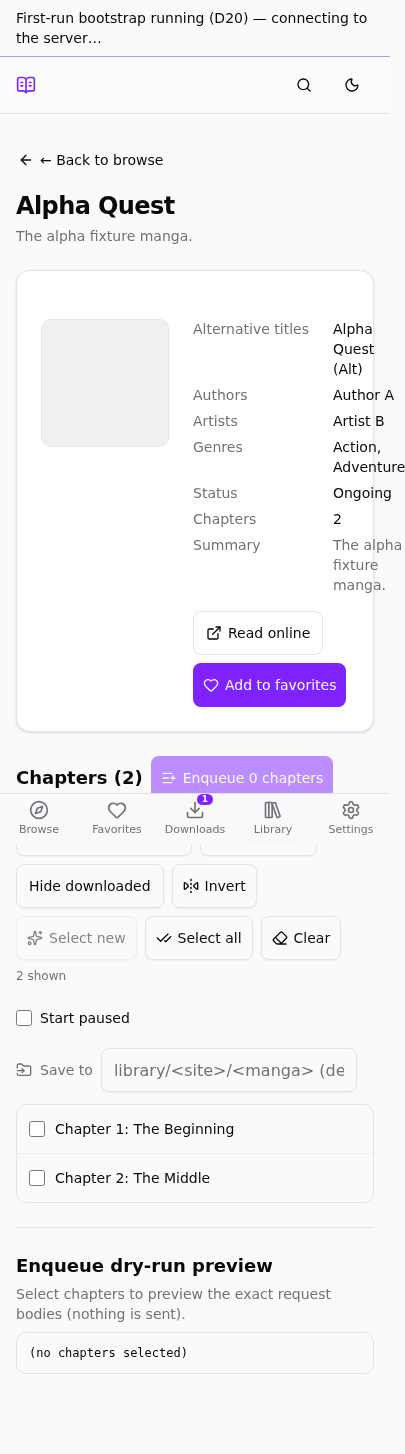 First-run bootstrap running (D20) — connecting to
the server…
← Back to browse
Alpha Quest
The alpha fixture manga.
Alternative titles
Alpha
Quest
(Alt)
Authors
Author A
Artists
Artist B
Genres
Action,
Adventure
Status
Ongoing
Chapters
2
Summary
The alpha
fixture
manga.
Read online
Add to favorites
Chapters (2)
Enqueue 0 chapters
Browse
Favorites
1
Downloads
Library
Settings
Hide downloaded
Invert
Select new
Select all
Clear
2 shown
Start paused
Save to
library/<site>/<manga> (de
Chapter 1: The Beginning
Chapter 2: The Middle
Enqueue dry-run preview
Select chapters to preview the exact request
bodies (nothing is sent).
(no chapters selected)